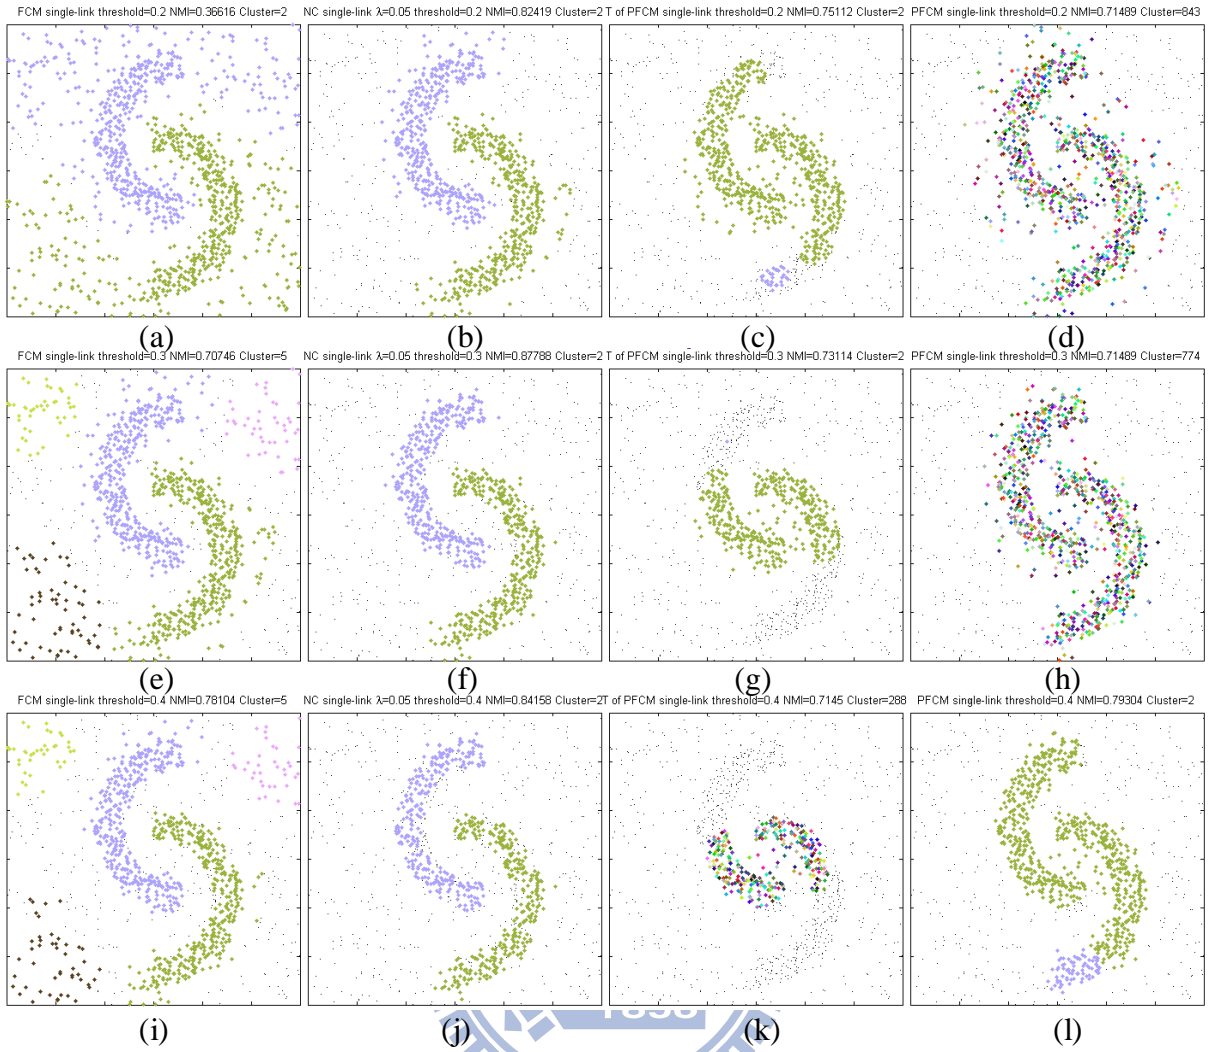 FCM single-link threshold=0.2 NMI=0.36616 Cluster=2
NC single-link λ=0.05 threshold=0.2 NMI=0.82419 Cluster=2
T of PFCM single-link threshold=0.2 NMI=0.75112 Cluster=2
PFCM single-link threshold=0.2 NMI=0.71489 Cluster=843
(a)
(b)
(c)
(d)
FCM single-link threshold=0.3 NMI=0.70746 Cluster=5
NC single-link λ=0.05 threshold=0.3 NMI=0.87788 Cluster=2
T of PFCM single-link threshold=0.3 NMI=0.73114 Cluster=2
PFCM single-link threshold=0.3 NMI=0.71489 Cluster=774
(e)
(f)
(g)
(h)
FCM single-link threshold=0.4 NMI=0.78104 Cluster=5
NC single-link λ=0.05 threshold=0.4 NMI=0.84158 Cluster=2
T of PFCM single-link threshold=0.4 NMI=0.7145 Cluster=288
PFCM single-link threshold=0.4 NMI=0.79304 Cluster=2
(i)
(j)
(k)
(l)